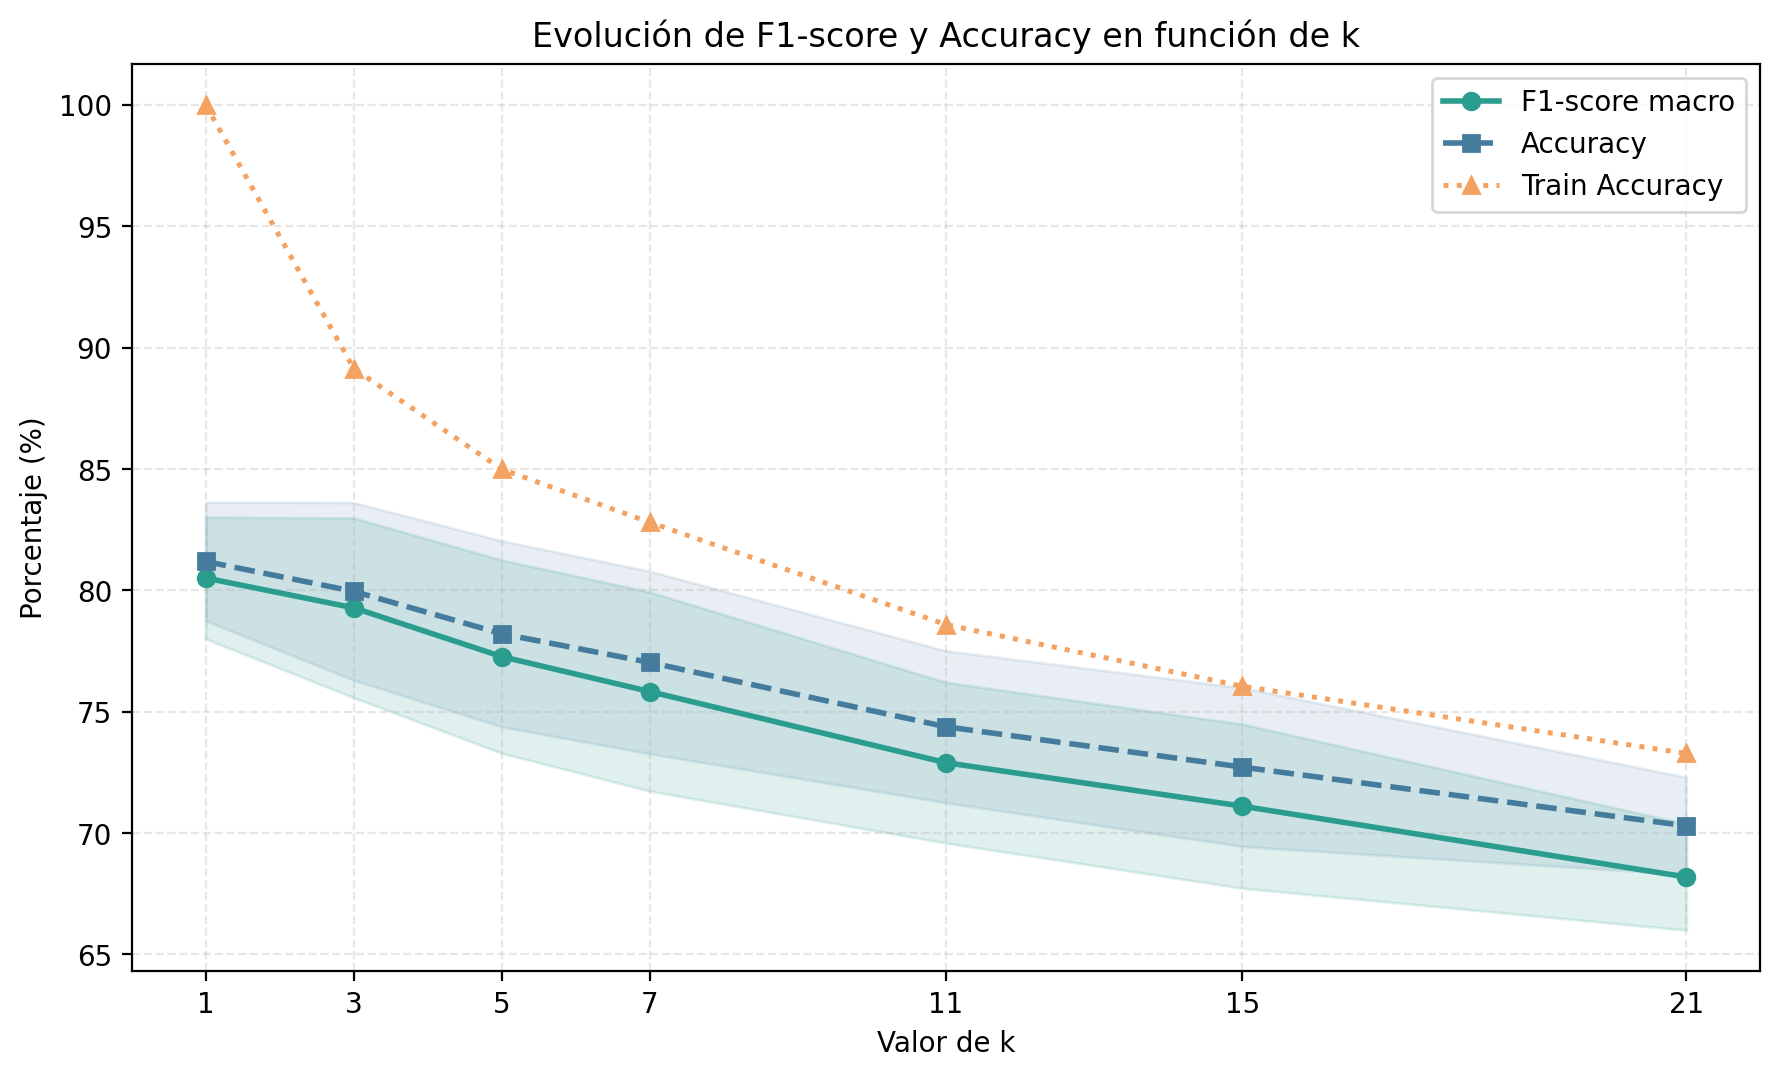 Evolución de F1-score y Accuracy en función de k
F1-score macro
Accuracy
Train Accuracy
Porcentaje (%)
100
95
90
85
80
75
70
65
1 3 5 7 11 15 21
Valor de k